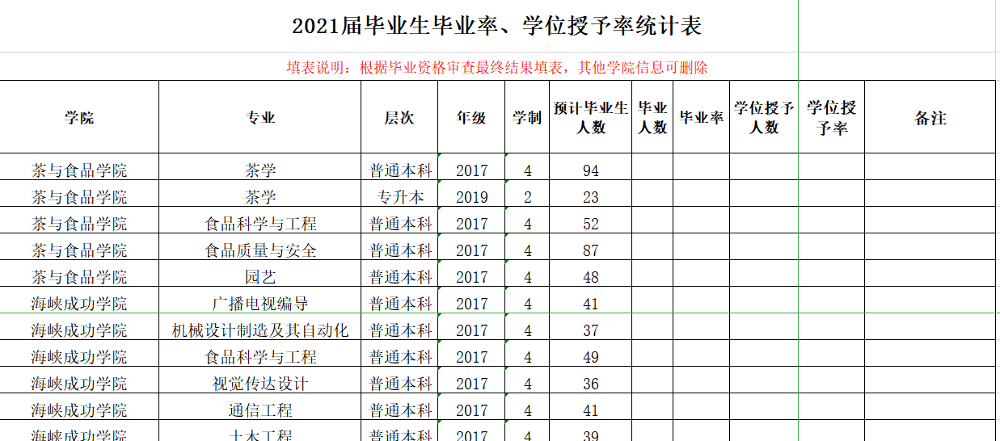 2021届毕业生毕业率、学位授予率统计表
填表说明：根据毕业资格审查最终结果填表，其他学院信息可删除
学院 专业 层次 年级 学制 预计毕业生人数 毕业人数 毕业率 学位授予人数 学位授予率 备注
茶与食品学院 茶学 普通本科 2017 4 94
茶与食品学院 茶学 专升本 2019 2 23
茶与食品学院 食品科学与工程 普通本科 2017 4 52
茶与食品学院 食品质量与安全 普通本科 2017 4 87
茶与食品学院 园艺 普通本科 2017 4 48
海峡成功学院 广播电视编导 普通本科 2017 4 41
海峡成功学院 机械设计制造及其自动化 普通本科 2017 4 37
海峡成功学院 食品科学与工程 普通本科 2017 4 49
海峡成功学院 视觉传达设计 普通本科 2017 4 36
海峡成功学院 通信工程 普通本科 2017 4 41
海峡成功学院 土木工程 普通本科 2017 4 39